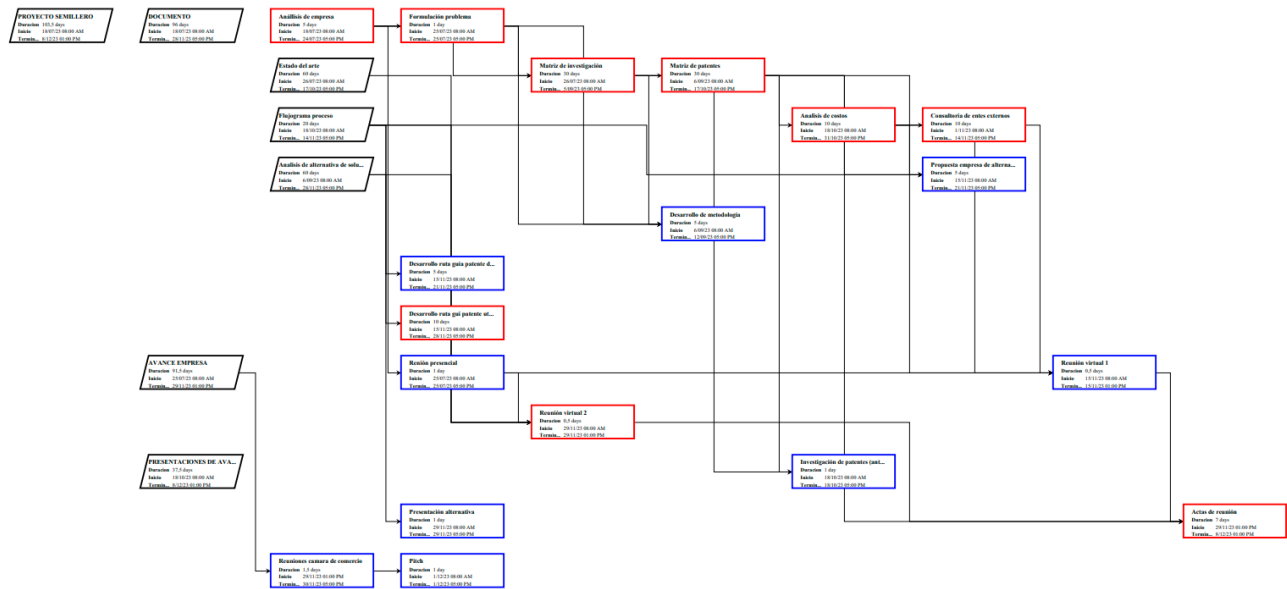 PROYECTO SEMILLERO
Duracion 103,5 days
Inicio 18/07/23 08:00 AM
Termin... 8/12/23 01:00 PM
DOCUMENTO
Duracion 96 days
Inicio 18/07/23 08:00 AM
Termin... 28/11/23 05:00 PM
Análisis de empresa
Duracion 5 days
Inicio 18/07/23 08:00 AM
Termin... 24/07/23 05:00 PM
Formulación problema
Duracion 1 day
Inicio 25/07/23 08:00 AM
Termin... 25/07/23 05:00 PM
Estado del arte
Duracion 60 days
Inicio 26/07/23 08:00 AM
Termin... 17/10/23 05:00 PM
Matriz de investigación
Duracion 30 days
Inicio 26/07/23 08:00 AM
Termin... 5/09/23 05:00 PM
Matriz de patentes
Duracion 30 days
Inicio 6/09/23 08:00 AM
Termin... 17/10/23 05:00 PM
Flujograma proceso
Duracion 20 days
Inicio 18/10/23 08:00 AM
Termin... 14/11/23 05:00 PM
Analisis de costos
Duracion 10 days
Inicio 18/10/23 08:00 AM
Termin... 31/10/23 05:00 PM
Consultoria de entes externos
Duracion 10 days
Inicio 1/11/23 08:00 AM
Termin... 14/11/23 05:00 PM
Analisis de alternativa de solu...
Duracion 60 days
Inicio 6/09/23 08:00 AM
Termin... 28/11/23 05:00 PM
Propuesta empresa de alterna...
Duracion 5 days
Inicio 15/11/23 08:00 AM
Termin... 21/11/23 05:00 PM
Desarrollo de metodologia
Duracion 5 days
Inicio 6/09/23 08:00 AM
Termin... 12/09/23 05:00 PM
Desarrollo ruta guia patente d...
Duracion 5 days
Inicio 15/11/23 08:00 AM
Termin... 21/11/23 05:00 PM
Desarrollo ruta gui patente ut...
Duracion 10 days
Inicio 15/11/23 08:00 AM
Termin... 28/11/23 05:00 PM
AVANCE EMPRESA
Duracion 91,5 days
Inicio 25/07/23 08:00 AM
Termin... 29/11/23 01:00 PM
Reuión presencial
Duracion 1 day
Inicio 25/07/23 08:00 AM
Termin... 25/07/23 05:00 PM
Reunión virtual 1
Duracion 0,5 days
Inicio 15/11/23 08:00 AM
Termin... 15/11/23 01:00 PM
Reunión virtual 2
Duracion 0,5 days
Inicio 29/11/23 08:00 AM
Termin... 29/11/23 01:00 PM
PRESENTACIONES DE AVA...
Duracion 37,5 days
Inicio 18/10/23 08:00 AM
Termin... 8/12/23 01:00 PM
Investigación de patentes (ant...
Duracion 1 day
Inicio 18/10/23 08:00 AM
Termin... 18/10/23 05:00 PM
Presentación alternativa
Duracion 1 day
Inicio 29/11/23 08:00 AM
Termin... 29/11/23 05:00 PM
Actas de reunión
Duracion 7 days
Inicio 29/11/23 01:00 PM
Termin... 8/12/23 01:00 PM
Reuniones camara de comercio
Duracion 1,5 days
Inicio 29/11/23 01:00 PM
Termin... 30/11/23 05:00 PM
Pitch
Duracion 1 day
Inicio 1/12/23 08:00 AM
Termin... 1/12/23 05:00 PM